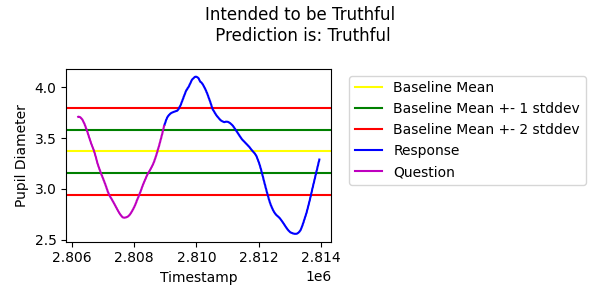 Intended to be Truthful
Prediction is: Truthful
Pupil Diameter
4.0
3.5
3.0
2.5
2.806
2.808
2.810
2.812
2.814
1e6
Timestamp
Baseline Mean
Baseline Mean +- 1 stddev
Baseline Mean +- 2 stddev
Response
Question